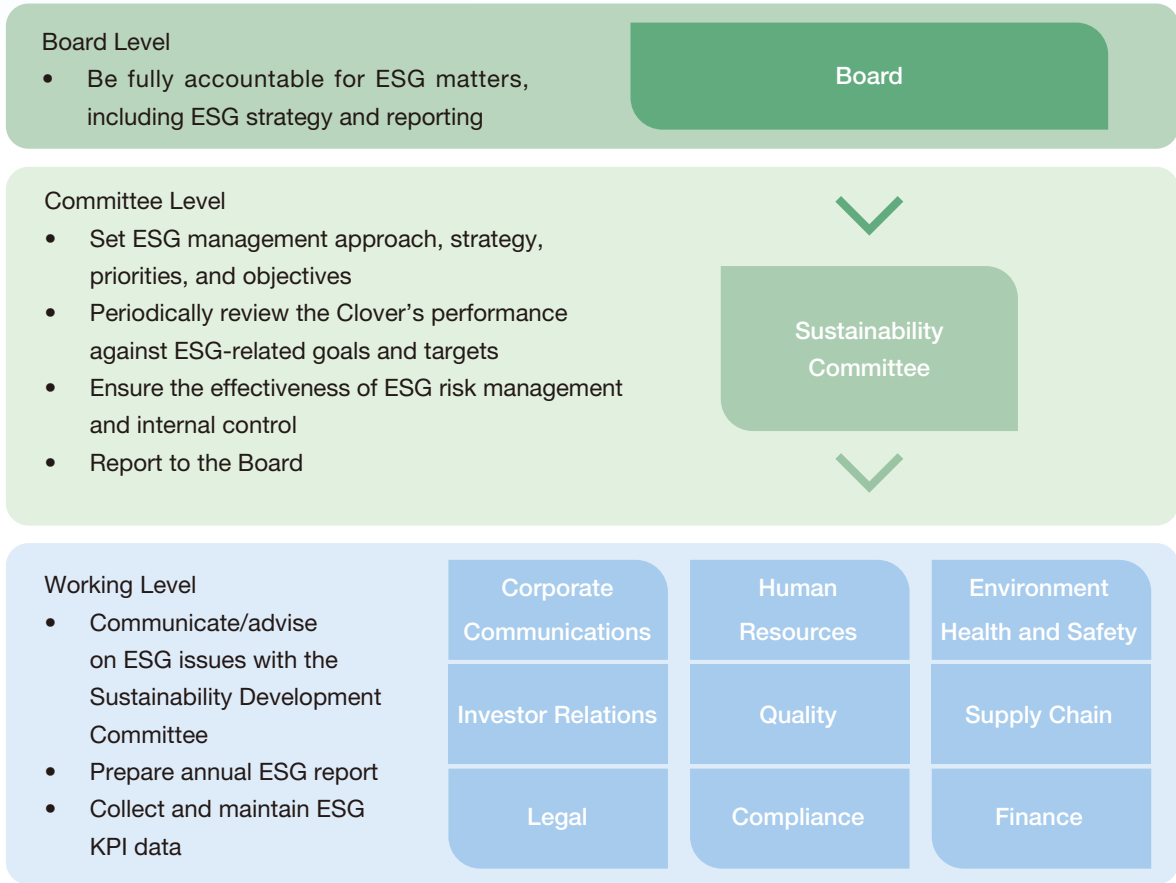 Board Level
• Be fully accountable for ESG matters,
including ESG strategy and reporting
Board
Committee Level
• Set ESG management approach, strategy,
priorities, and objectives
• Periodically review the Clover’s performance
against ESG-related goals and targets
• Ensure the effectiveness of ESG risk management
and internal control
• Report to the Board
Sustainability
Committee
Working Level
• Communicate/advise
on ESG issues with the
Sustainability Development
Committee
• Prepare annual ESG report
• Collect and maintain ESG
KPI data
Corporate
Communications
Human
Resources
Environment
Health and Safety
Investor Relations
Quality
Supply Chain
Legal
Compliance
Finance